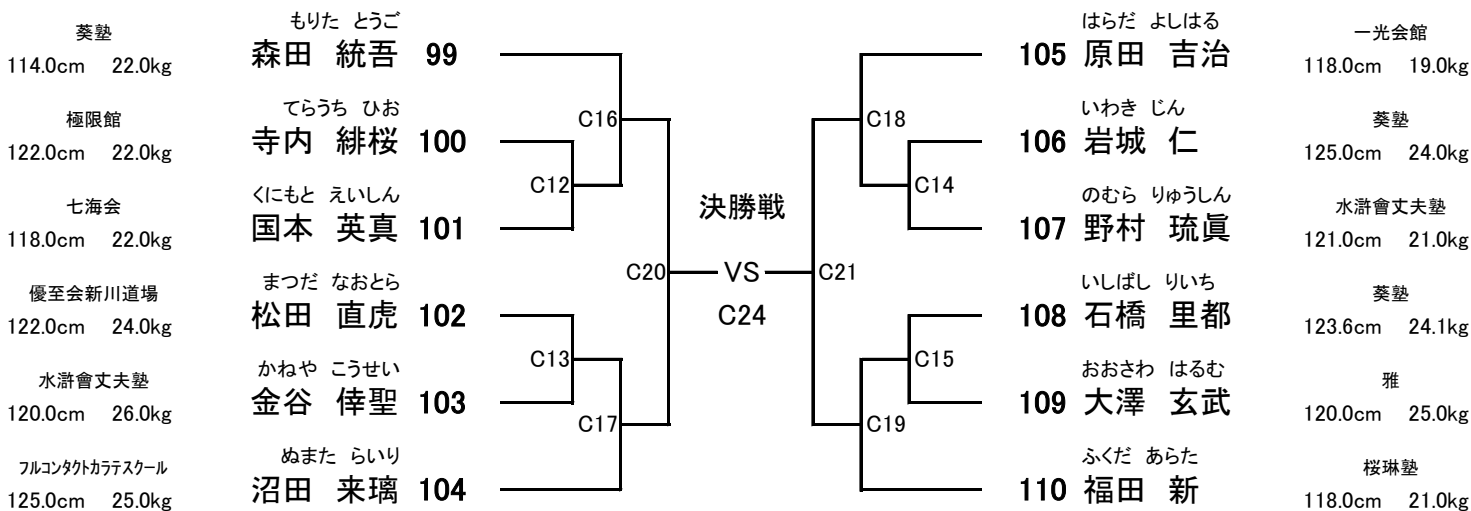 もりた とうご
葵塾
森田 統吾 99
114.0cm 22.0kg
てらうち ひお
極限館
寺内 緋桜 100
122.0cm 22.0kg
C16
C12
くにもと えいしん
七海会
国本 英真 101
118.0cm 22.0kg
まつだ なおとら
優至会新川道場
松田 直虎 102
122.0cm 24.0kg
C20
C13
かねや こうせい
水滸會丈夫塾
金谷 倖聖 103
120.0cm 26.0kg
C17
ぬまた らいり
フルコンタクトカラテスクール
沼田 来璃 104
125.0cm 25.0kg
決勝戦
VS
C24
はらだ よしはる
105 原田 吉治
一光会館
118.0cm 19.0kg
C18
いわき じん
106 岩城 仁
葵塾
125.0cm 24.0kg
C14
のむら りゅうしん
107 野村 琉眞
水滸會丈夫塾
121.0cm 21.0kg
C21
いしばし りいち
108 石橋 里都
葵塾
123.6cm 24.1kg
C15
おおさわ はるむ
109 大澤 玄武
雅
120.0cm 25.0kg
C19
ふくだ あらた
110 福田 新
桜琳塾
118.0cm 21.0kg